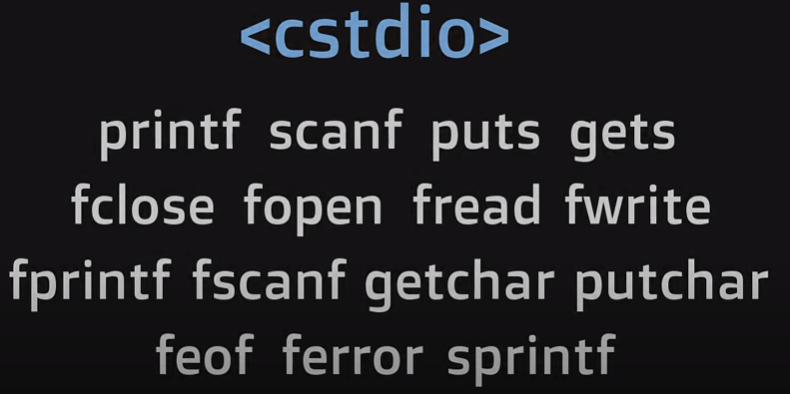 <cstdio>
printf scanf puts gets
fclose fopen fread fwrite
fprintf fscanf getchar putchar
feof ferror sprintf